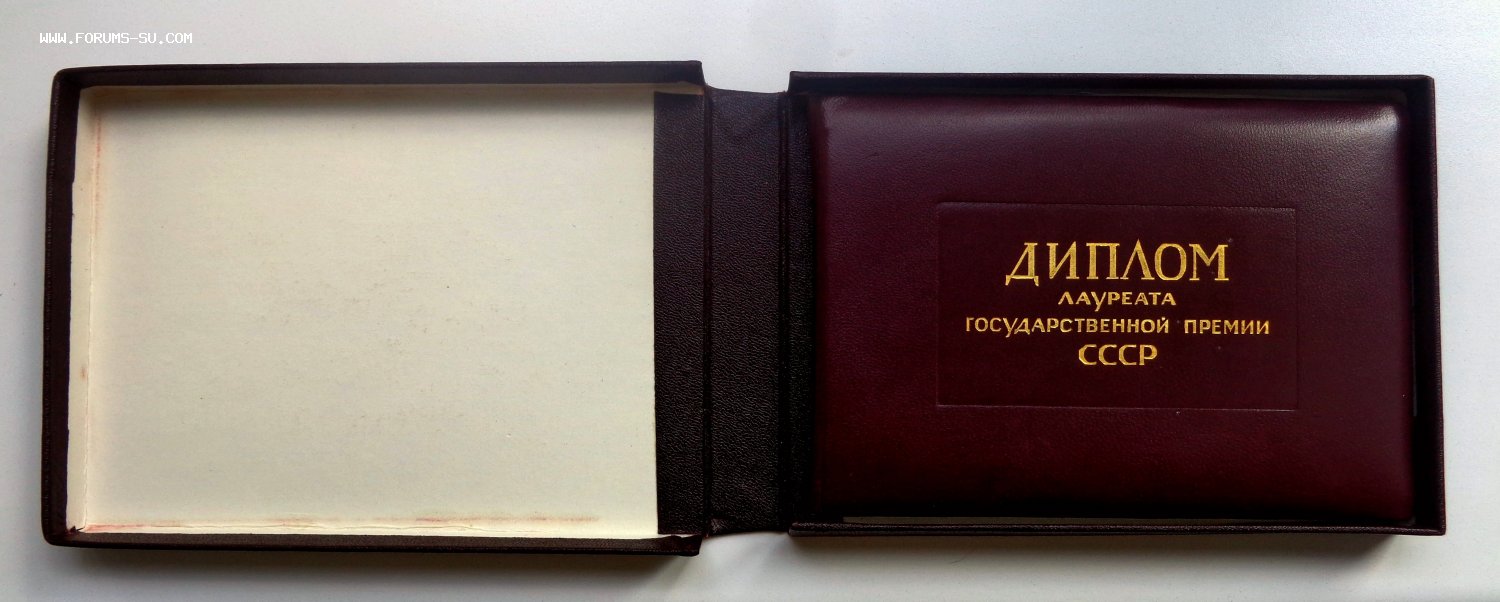 WWW.FORUMS-SU.COM
ДИПЛОМ
ЛАУРЕАТА
ГОСУДАРСТВЕННОЙ ПРЕМИИ
СССР